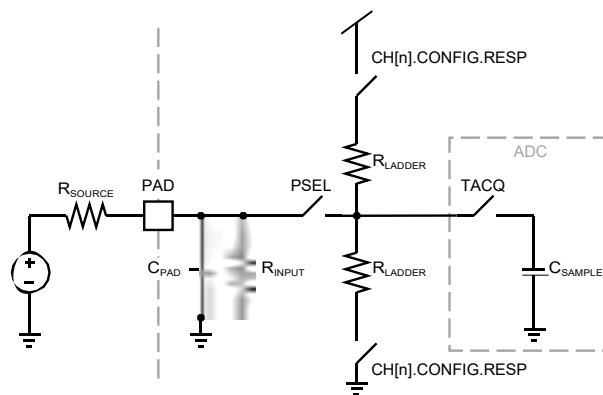 CH[n].CONFIG.RESP
ADC
RLADDER
RSOURCE
PAD
PSEL
TACQ
CPAD
RINPUT
RLADDER
CSAMPLE
CH[n].CONFIG.RESP